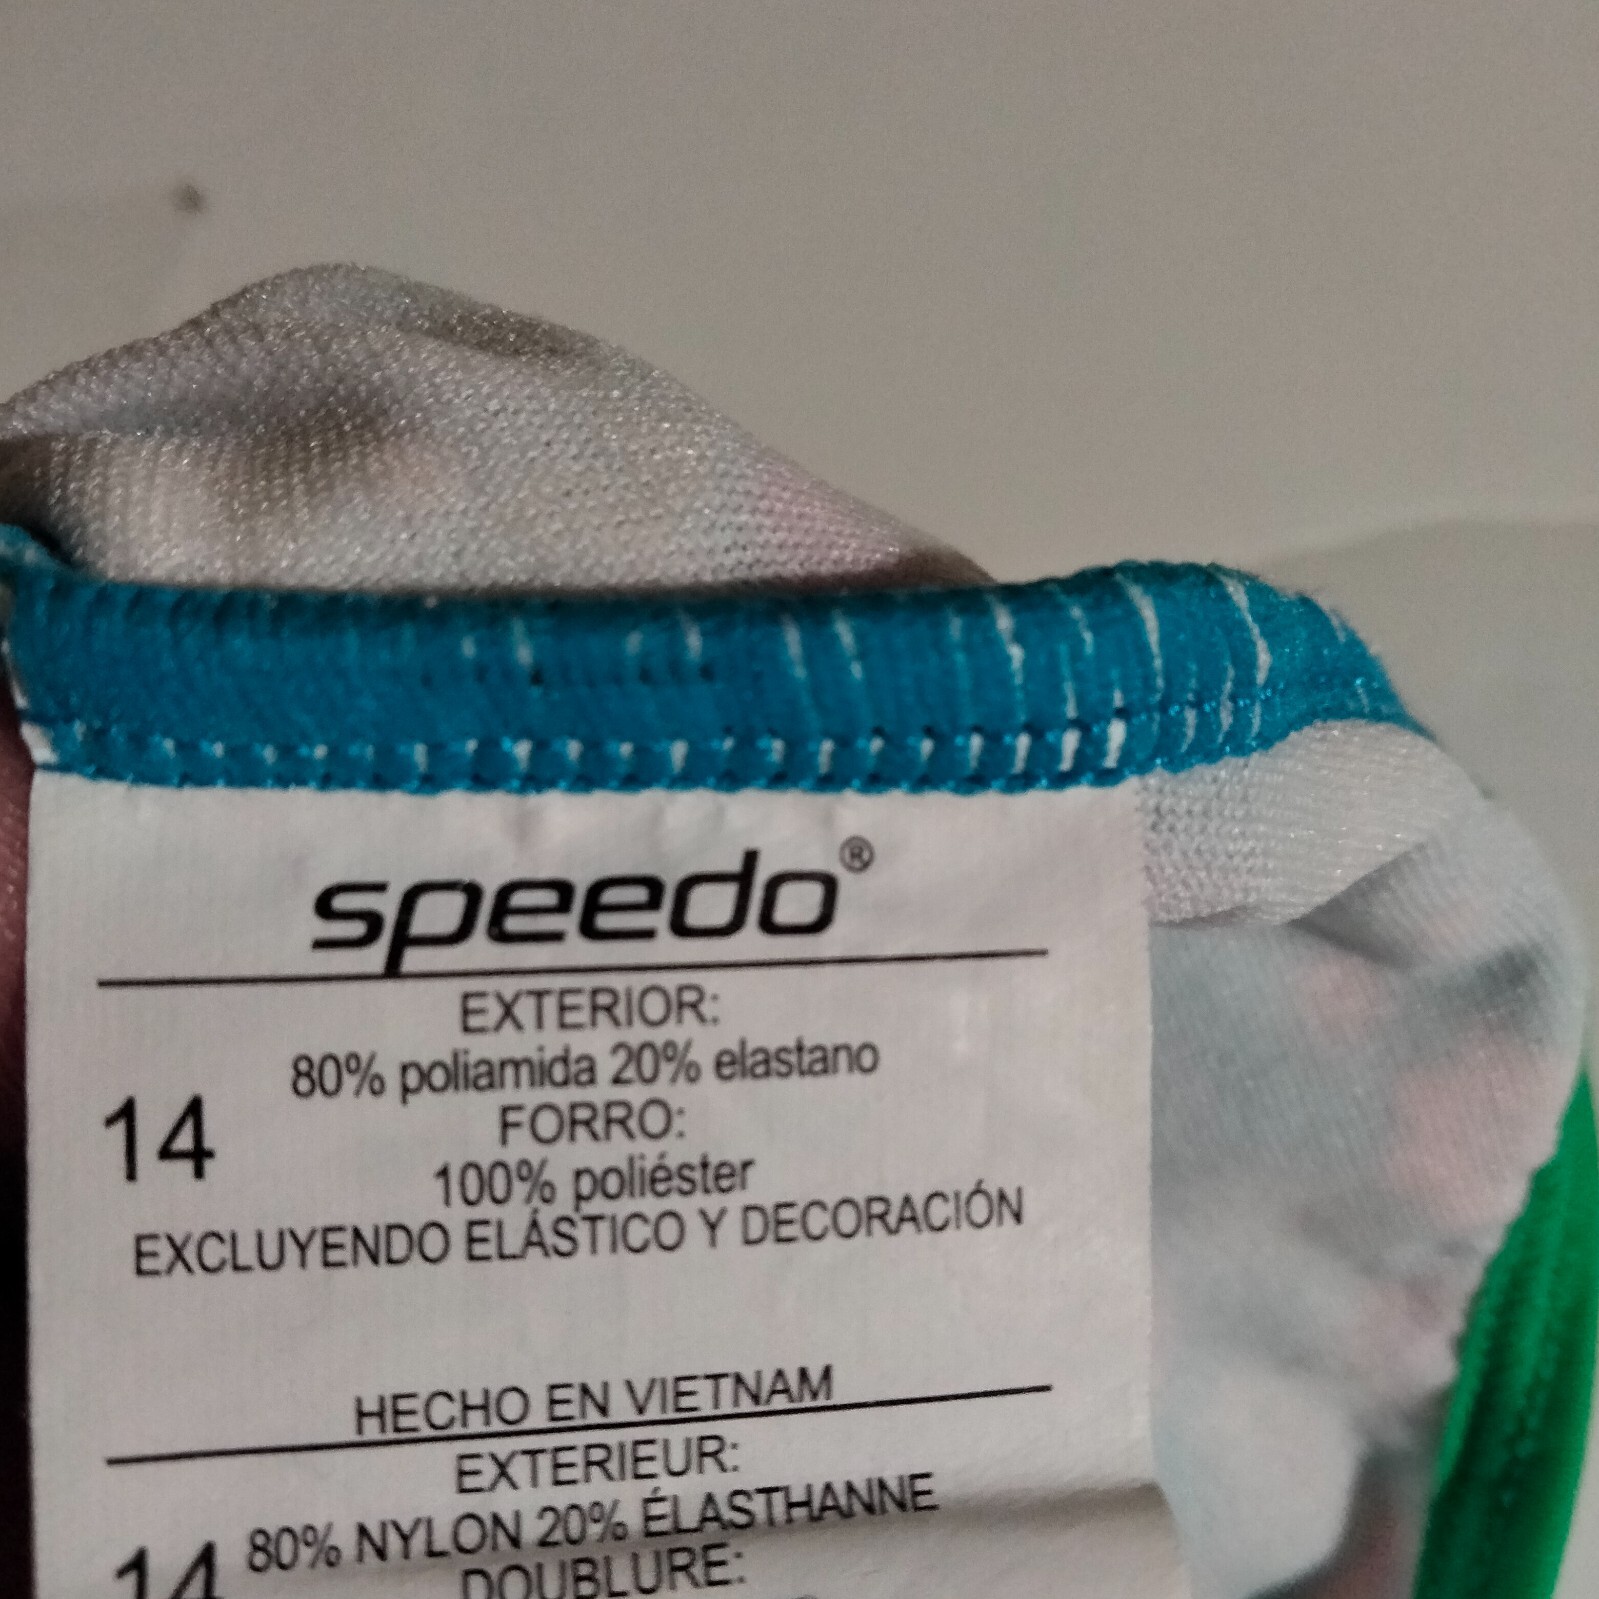 speedo®
EXTERIOR:
80% poliamida 20% elastano
14
FORRO:
100% poliéster
EXCLUYENDO ELÁSTICO Y DECORACIÓN
HECHO EN VIETNAM
EXTERIEUR:
80% NYLON 20% ÉLASTHANNE
14
DOUBLURE: